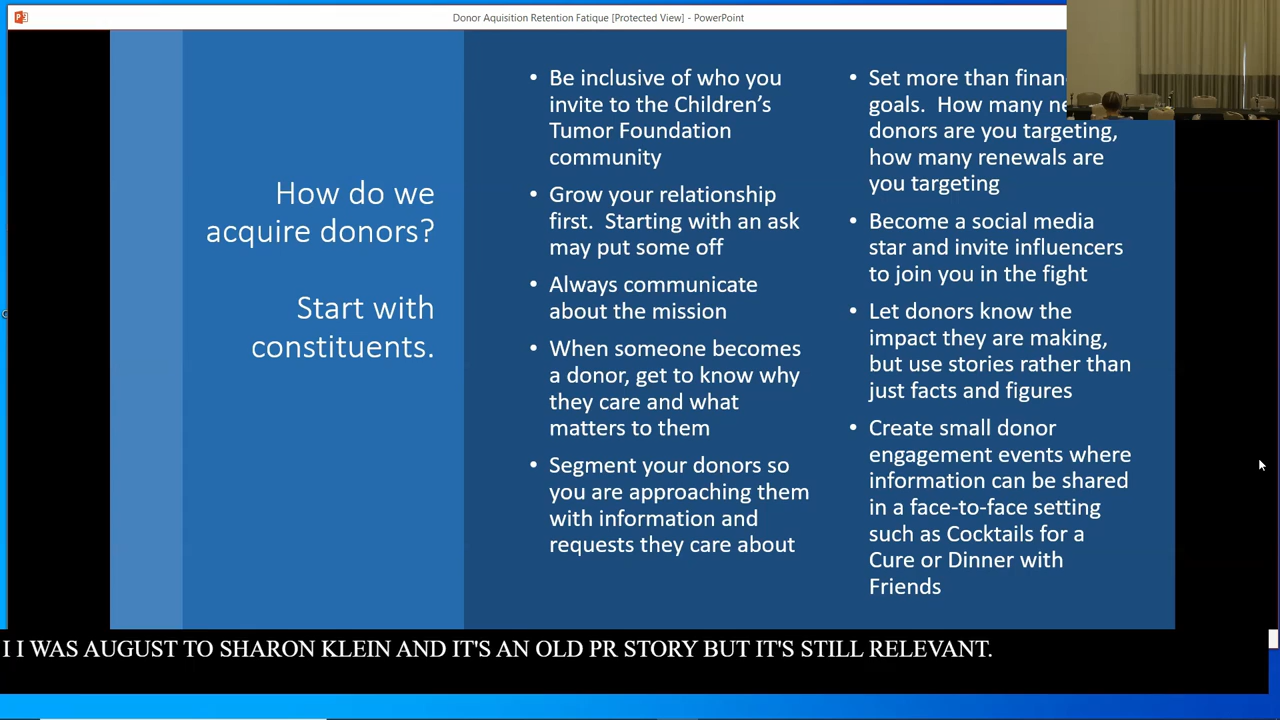 Donor Aquisition Retention Fatique [Protected View] - PowerPoint
How do we
acquire donors?
Start with
constituents.
• Be inclusive of who you
invite to the Children's
Tumor Foundation
community
• Grow your relationship
first. Starting with an ask
may put some off
• Always communicate
about the mission
• When someone becomes
a donor, get to know why
they care and what
matters to them
• Segment your donors so
you are approaching them
with information and
requests they care about
• Set more than
goals. How many
donors are you targeting,
how many renewals are
you targeting
• Become a social media
star and invite influencers
to join you in the fight
• Let donors know the
impact they are making,
but use stories rather than
just facts and figures
• Create small donor
engagement events where
information can be shared
in a face-to-face setting
such as Cocktails for a
Cure or Dinner with
Friends
I I WAS AUGUST TO SHARON KLEIN AND IT'S AN OLD PR STORY BUT IT'S STILL RELEVANT.